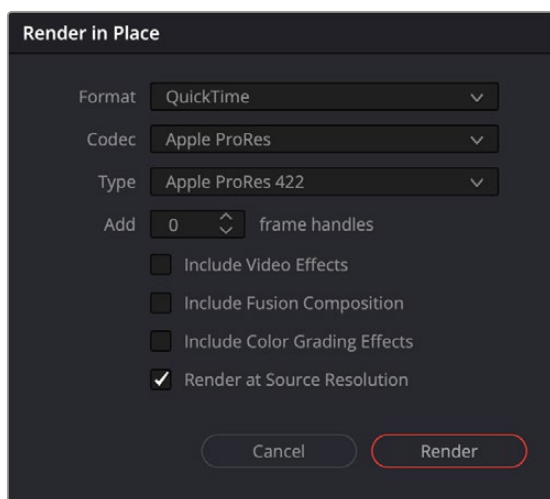 Render in Place
Format QuickTime
Codec Apple ProRes
Type Apple ProRes 422
Add 0 frame handles
Include Video Effects
Include Fusion Composition
Include Color Grading Effects
Render at Source Resolution
Cancel Render